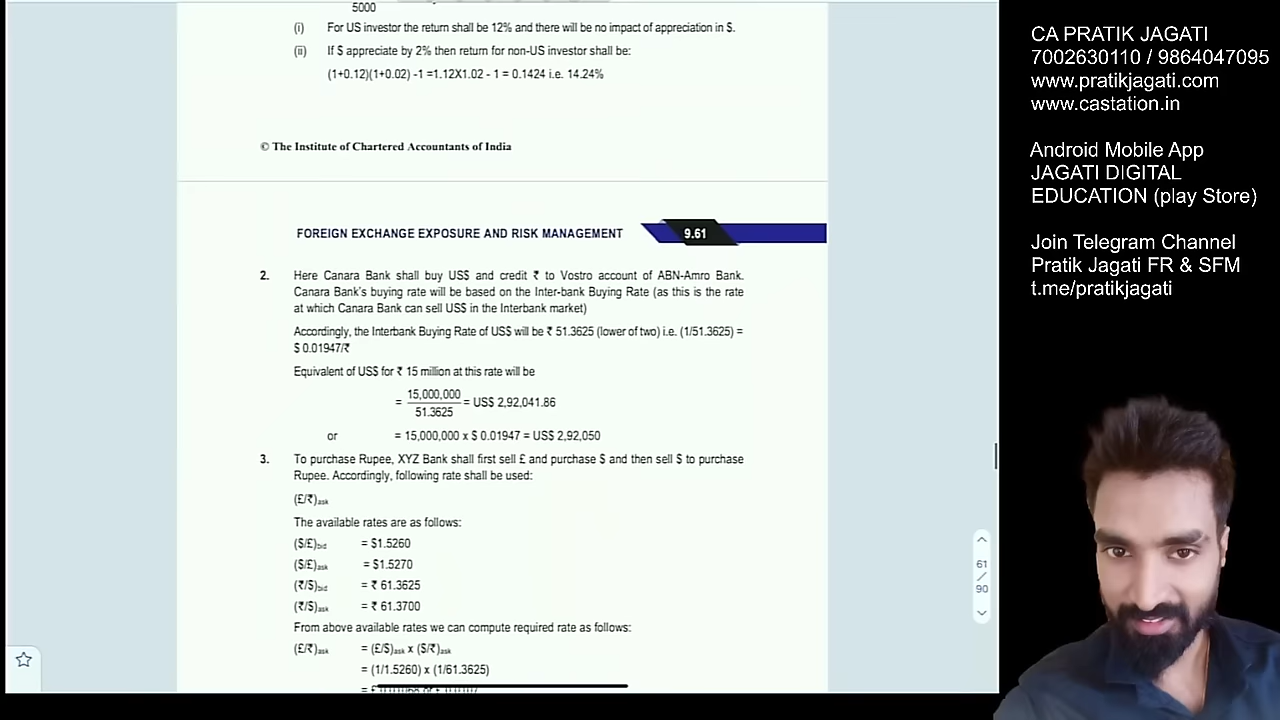 5000
(i) For US investor the return shall be 12% and there will be no impact of appreciation in $.
(ii) If $ appreciate by 2% then return for non-US investor shall be:
(1+0.12)(1+0.02) -1 =1.12X1.02 - 1 = 0.1424 i.e. 14.24%
© The Institute of Chartered Accountants of India
FOREIGN EXCHANGE EXPOSURE AND RISK MANAGEMENT 9.61
2. Here Canara Bank shall buy US$ and credit ₹ to Vostro account of ABN-Amro Bank.
Canara Bank's buying rate will be based on the Inter-bank Buying Rate (as this is the rate
at which Canara Bank can sell US$ in the Interbank market)
Accordingly, the Interbank Buying Rate of US$ will be ₹ 51.3625 (lower of two) i.e. (1/51.3625) =
$ 0.01947/₹
Equivalent of US$ for ₹ 15 million at this rate will be
= 15,000,000 = US$ 2,92,041.86
51.3625
or = 15,000,000 x $ 0.01947 = US$ 2,92,050
3. To purchase Rupee, XYZ Bank shall first sell £ and purchase $ and then sell $ to purchase
Rupee. Accordingly, following rate shall be used:
(£/₹)ask
The available rates are as follows:
($/£)bid = $1.5260
($/£)ask = $1.5270
(₹/$)bid = ₹ 61.3625
(₹/$)ask = ₹ 61.3700
From above available rates we can compute required rate as follows:
(£/₹)ask = (£/$)ask x ($/₹)ask
= (1/1.5260) x (1/61.3625)
61
/
90
CA PRATIK JAGATI
7002630110 / 9864047095
www.pratikjagati.com
www.castation.in
Android Mobile App
JAGATI DIGITAL
EDUCATION (play Store)
Join Telegram Channel
Pratik Jagati FR & SFM
t.me/pratikjagati